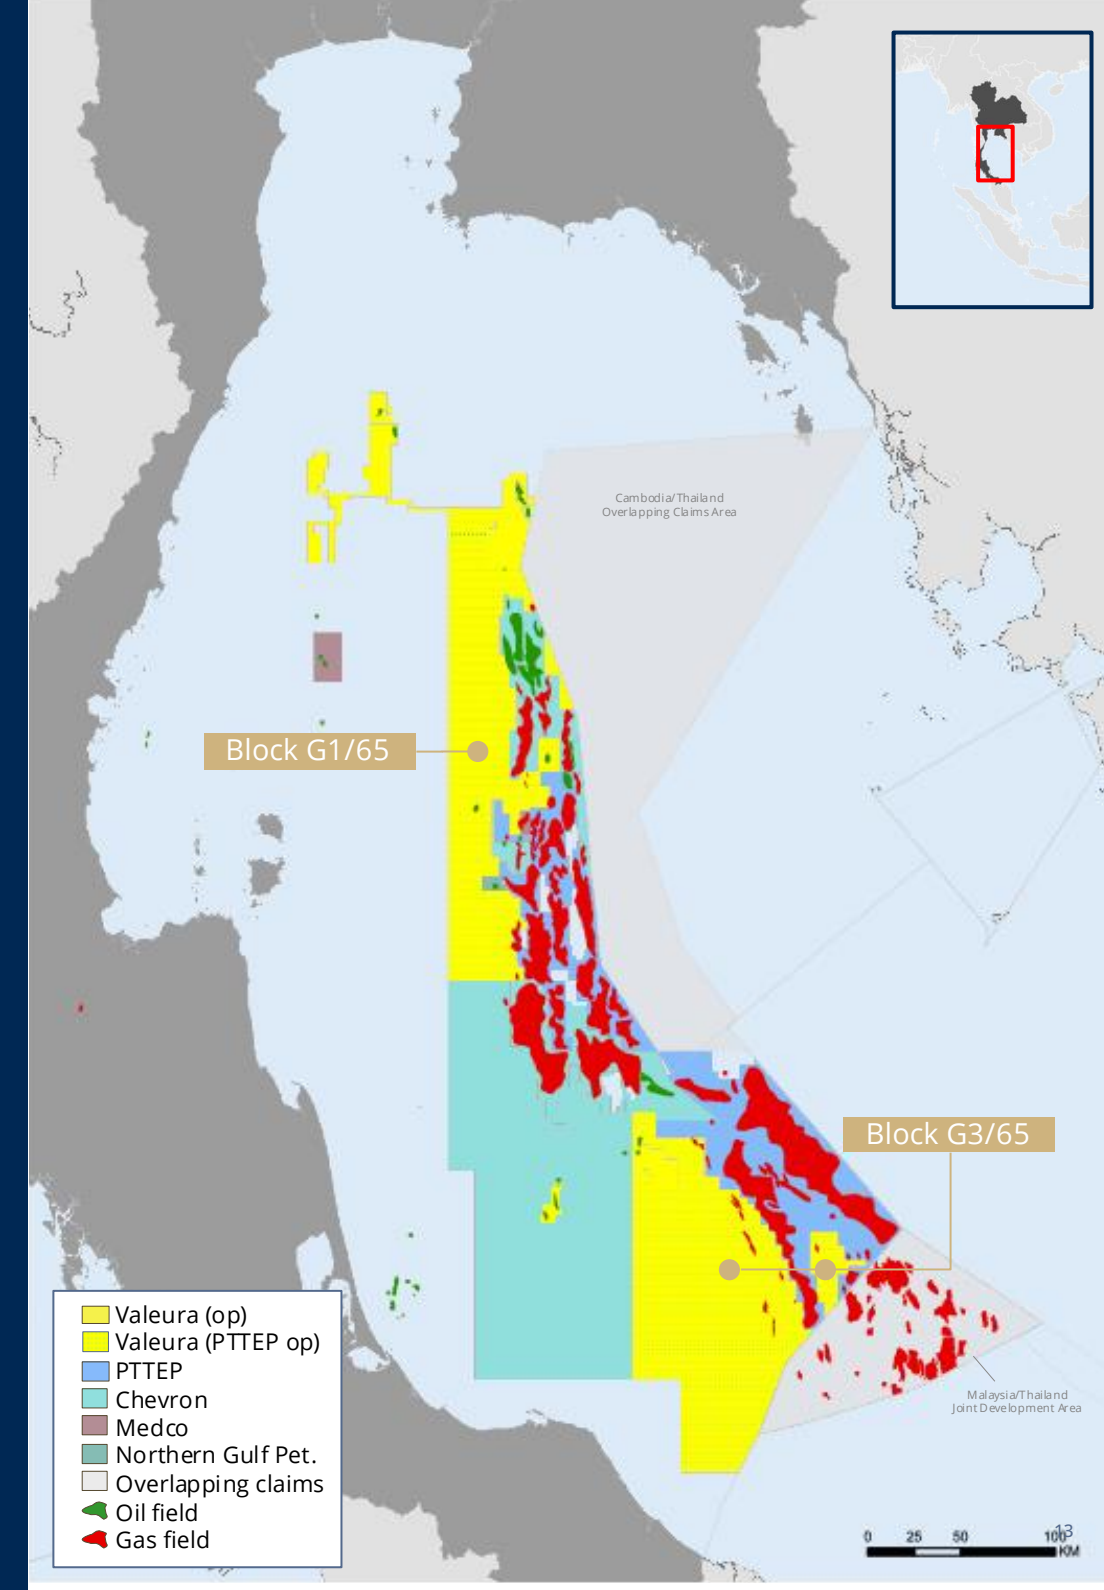 Cambodia/Thailand
Overlapping Claims Area
Block G1/65
Block G3/65
Valeura (op)
Valeura (PTTEP op)
PTTEP
Chevron
Medco
Northern Gulf Pet.
Overlapping claims
Oil field
Gas field
Malaysia/Thailand
Joint Development Area
0 25 50 100
KM
13